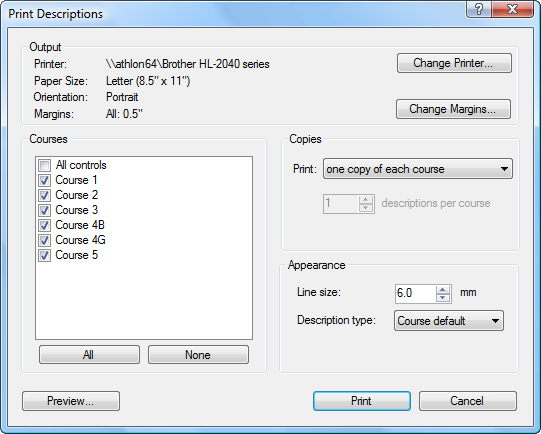 Print Descriptions
Output
Printer: \\athlon64\Brother HL-2040 series
Change Printer...
Paper Size: Letter (8.5" x 11")
Orientation: Portrait
Margins: All: 0.5"
Change Margins...
Courses
All controls
Course 1
Course 2
Course 3
Course 4B
Course 4G
Course 5
All
None
Copies
Print: one copy of each course
1 descriptions per course
Appearance
Line size: 6.0 mm
Description type: Course default
Preview...
Print
Cancel